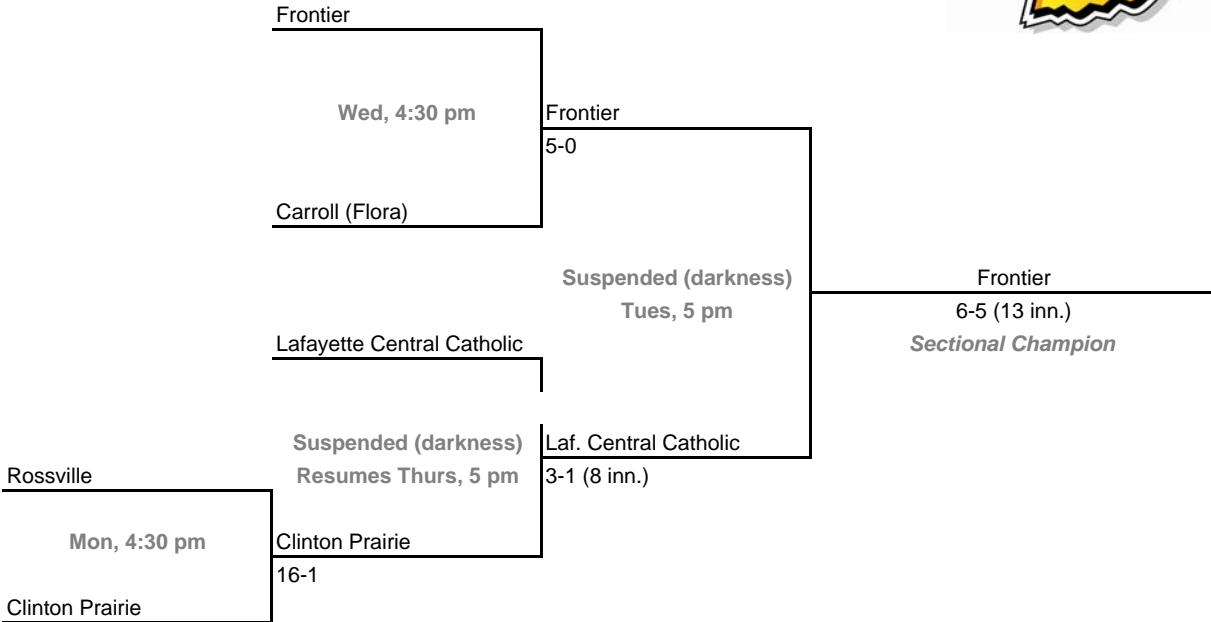 Frontier
Wed, 4:30 pm
Frontier
5-0
Carroll (Flora)
Suspended (darkness)
Tues, 5 pm
Frontier
6-5 (13 inn.)
Sectional Champion
Lafayette Central Catholic
Suspended (darkness)
Resumes Thurs, 5 pm
Laf. Central Catholic
3-1 (8 inn.)
Rossville
Mon, 4:30 pm
Clinton Prairie
16-1
Clinton Prairie